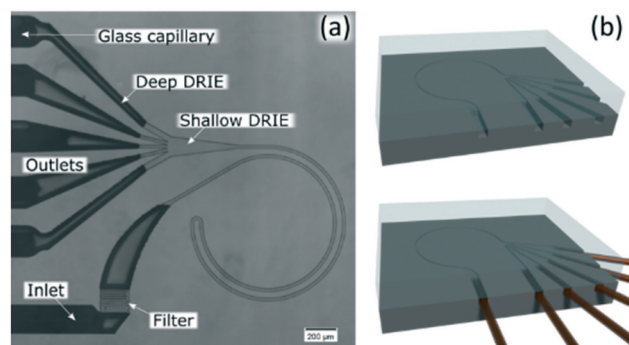 (a)
Glass capillary
Deep DRIE
Shallow DRIE
Outlets
Inlet
Filter
200 µm
(b)